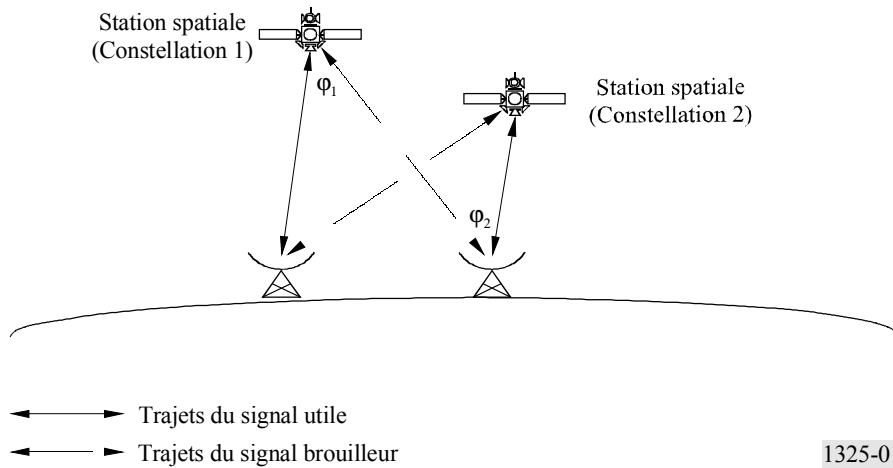 Station spatiale
(Constellation 1)
φ1
Station spatiale
(Constellation 2)
φ2
Trajets du signal utile
Trajets du signal brouilleur
1325-0